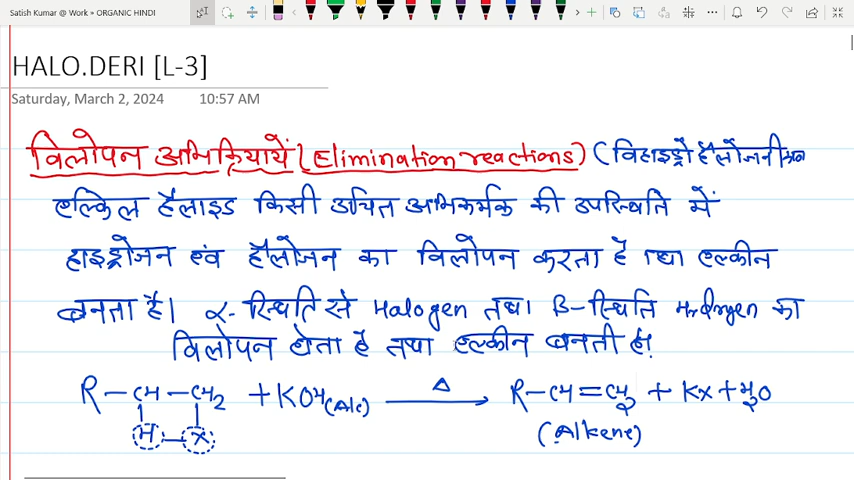 Satish Kumar @ Work » ORGANIC HINDI
HALO.DERI [L-3]
Saturday, March 2, 2024 10:57 AM
विलोपन अभिक्रियायें (Elimination reactions) (विहाइड्रोहैलोजनीकरण
एल्किल हैलाइड किसी उचित अभिकर्मक की उपस्थिति में
हाइड्रोजन एवं हैलोजन का विलोपन करता है तथा एल्कीन
बनता है। α-स्थिति से Halogen तथा β-स्थिति Hydrogen का
विलोपन होता है तथा एल्कीन बनती है।
R-CH-CH2 + KOH(Alc) Δ → R-CH=CH2 + KX + H2O
H-X (Alkene)